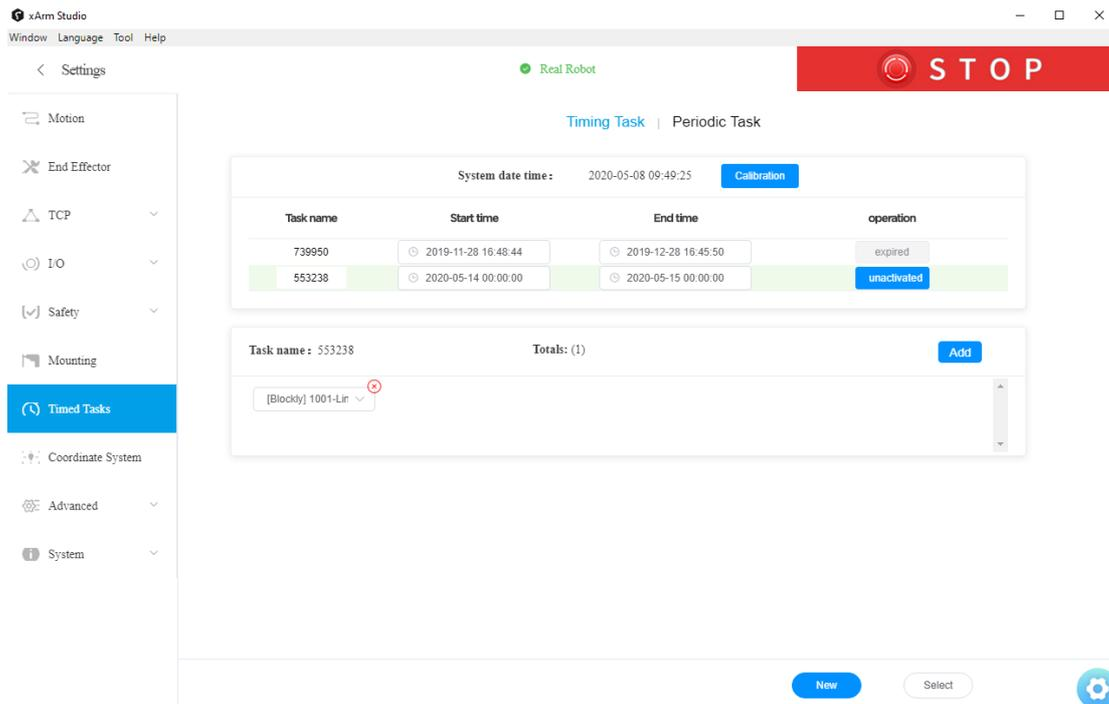 xArm Studio
Window Language Tool Help
Settings
Real Robot
STOP
Motion
End Effector
TCP
I/O
Safety
Mounting
Timed Tasks
Coordinate System
Advanced
System
Timing Task | Periodic Task
System date time: 2020-05-08 09:49:25 Calibration
Task name Start time End time operation
739950 2019-11-28 16:48:44 2019-12-28 16:45:50 expired
553238 2020-05-14 00:00:00 2020-05-15 00:00:00 unactivated
Task name: 553238 Totals: (1) Add
[Blockly] 1001-Lin
New Select